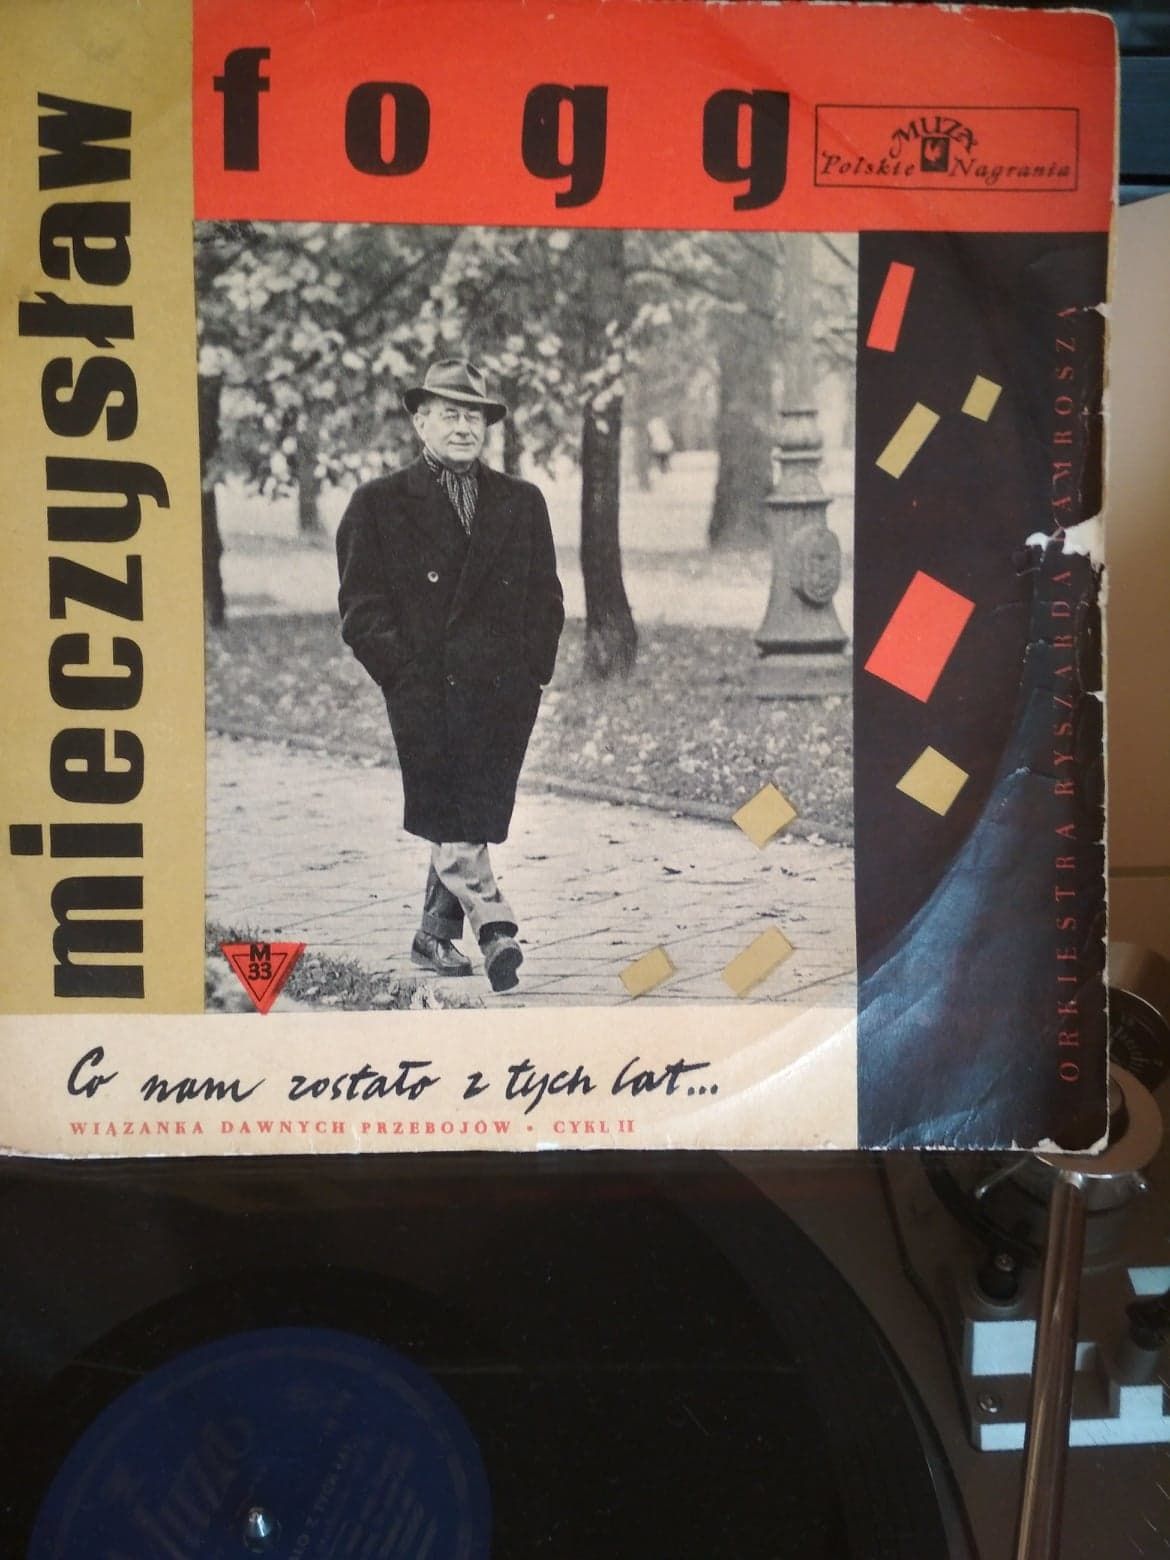 mieczysław
fogg
MUZA
Polskie Nagrania
ORKIESTRA RYSZARDA DAMROSZA
M
33
Co nam zostało z tych lat...
WIĄZANKA DAWNYCH PRZEBOJÓW • CYKL II
Muza